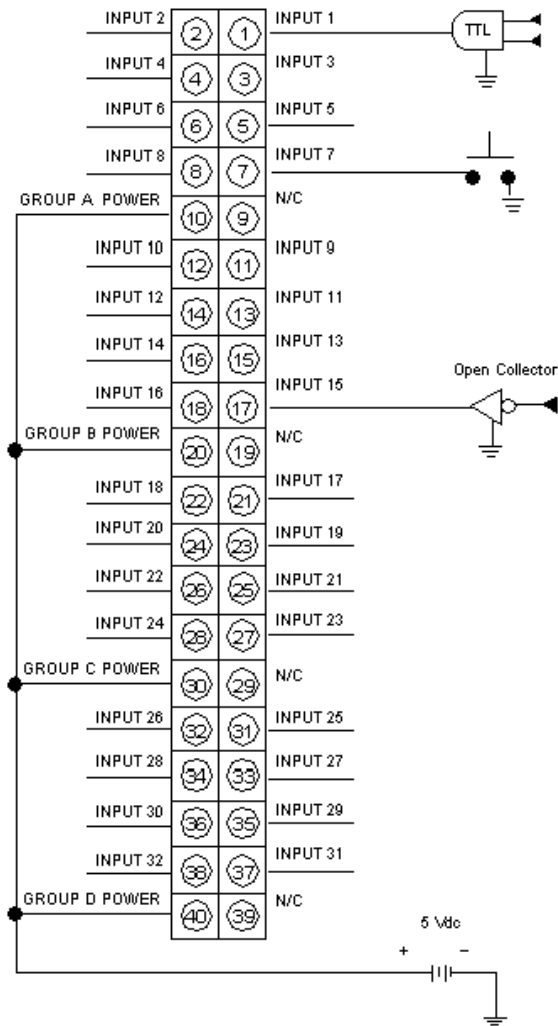 INPUT 2 2 1 INPUT 1 TTL
INPUT 4 4 3 INPUT 3
INPUT 6 6 5 INPUT 5
INPUT 8 8 7 INPUT 7
GROUP A POWER 10 9 N/C
INPUT 10 12 11 INPUT 9
INPUT 12 14 13 INPUT 11
INPUT 14 16 15 INPUT 13
INPUT 16 18 17 INPUT 15 Open Collector
GROUP B POWER 20 19 N/C
INPUT 18 22 21 INPUT 17
INPUT 20 24 23 INPUT 19
INPUT 22 26 25 INPUT 21
INPUT 24 28 27 INPUT 23
GROUP C POWER 30 29 N/C
INPUT 26 32 31 INPUT 25
INPUT 28 34 33 INPUT 27
INPUT 30 36 35 INPUT 29
INPUT 32 38 37 INPUT 31
GROUP D POWER 40 39 N/C
5 Vdc
+ -